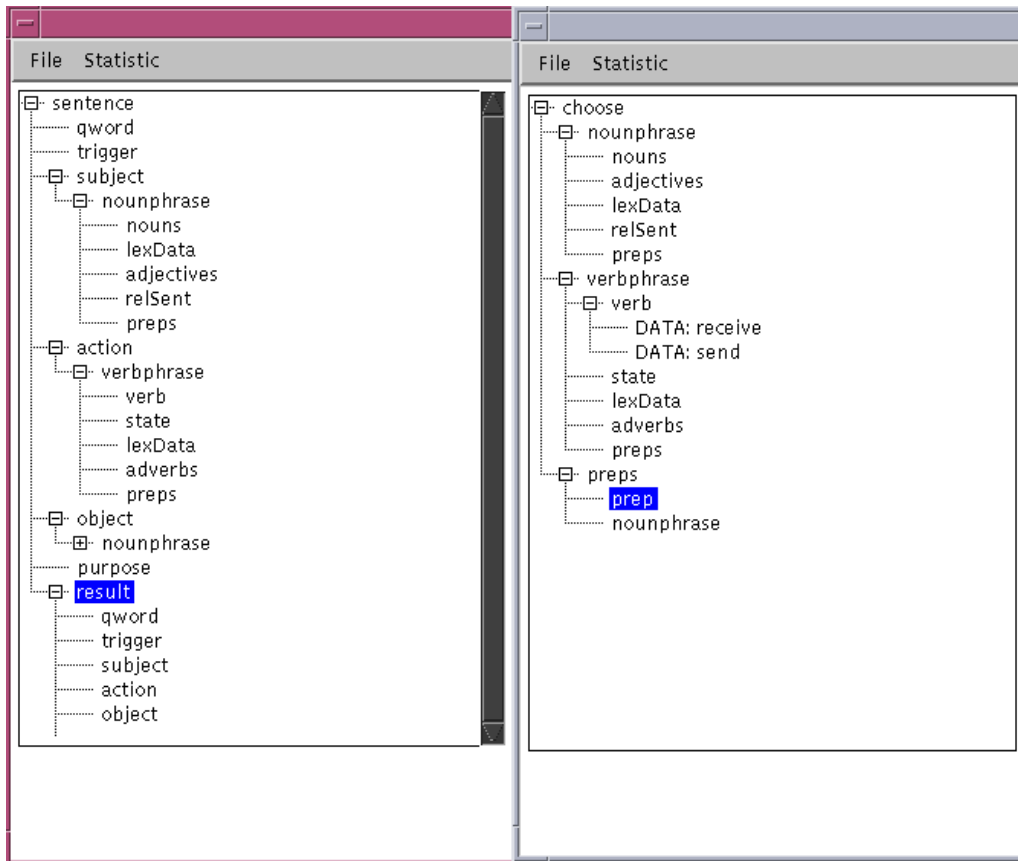 File Statistic
sentence
qword
trigger
subject
nounphrase
nouns
lexData
adjectives
relSent
preps
action
verbphrase
verb
state
lexData
adverbs
preps
object
nounphrase
purpose
result
qword
trigger
subject
action
object
File Statistic
choose
nounphrase
nouns
adjectives
lexData
relSent
preps
verbphrase
verb
DATA: receive
DATA: send
state
lexData
adverbs
preps
preps
prep
nounphrase